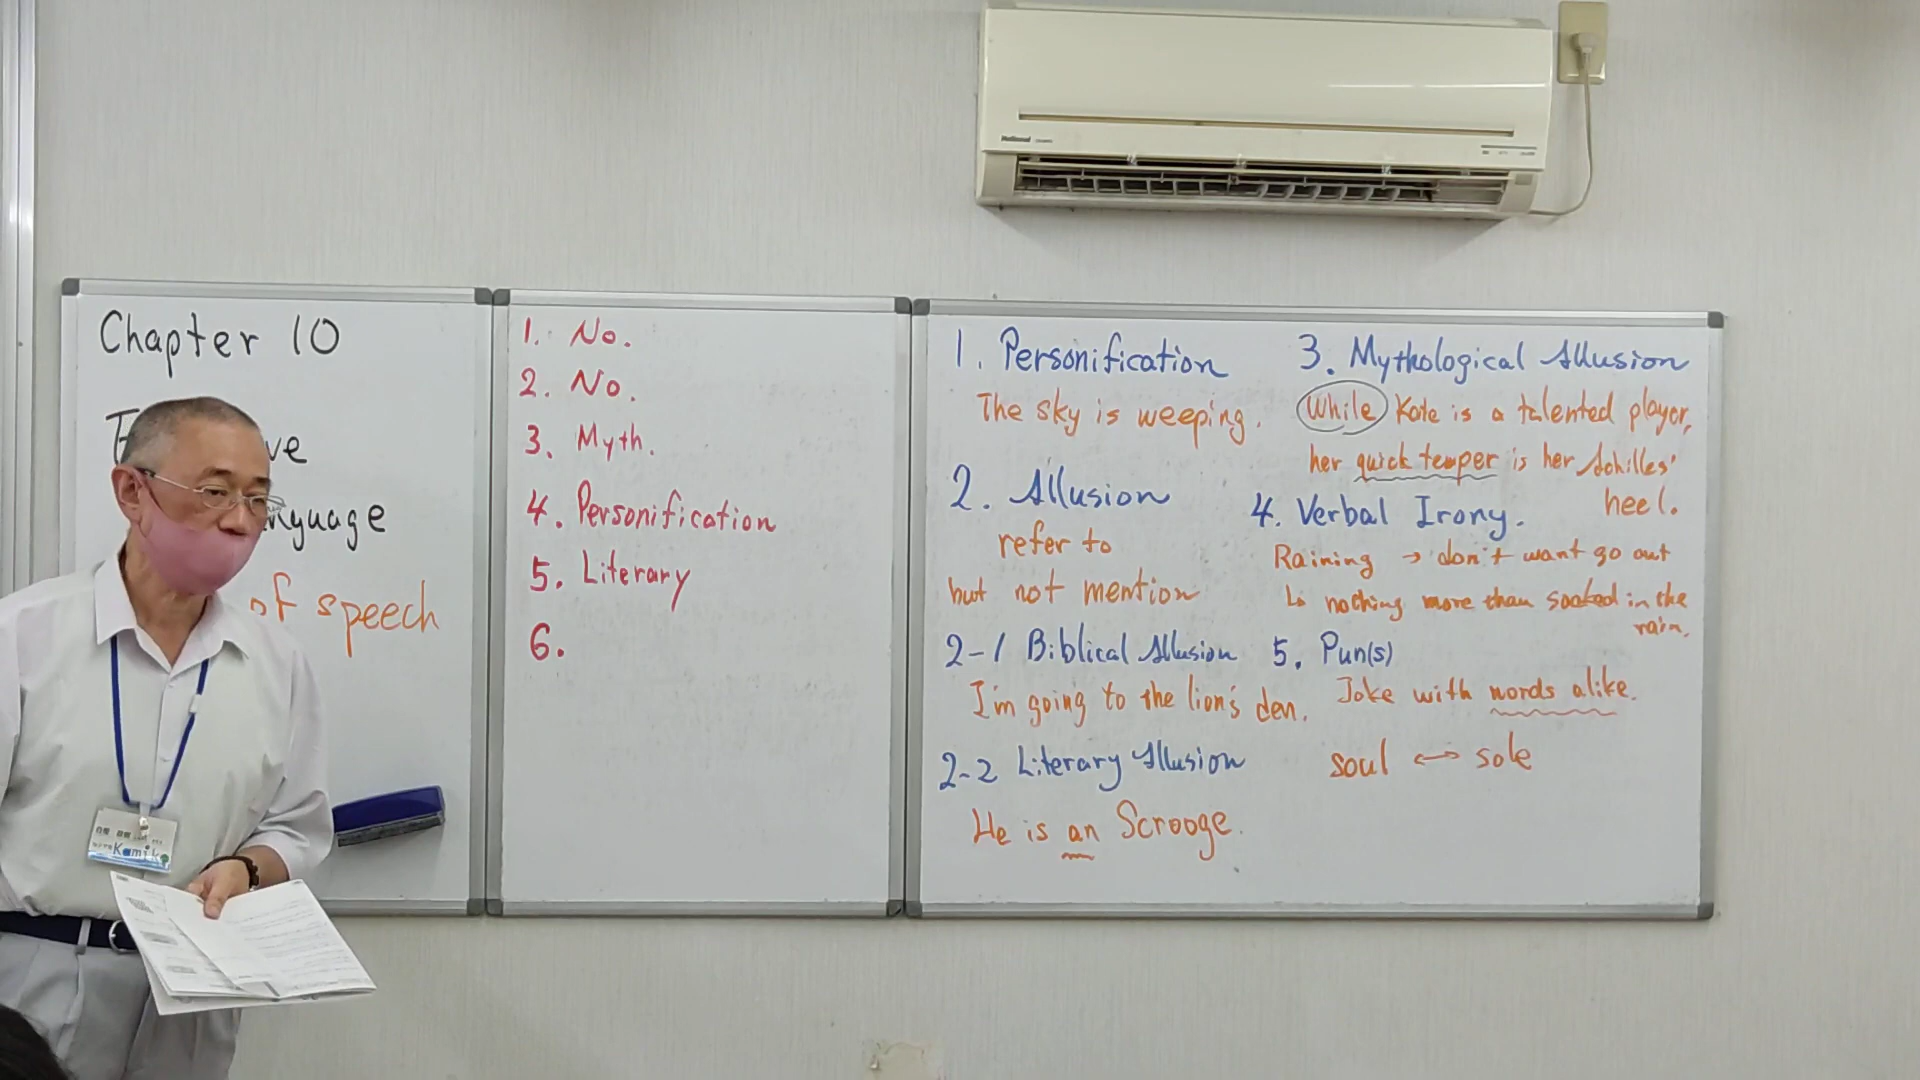 Chapter 10
ve
nguage
of speech
1. No.
2. No.
3. Myth.
4. Personification
5. Literary
6.
1. Personification
The sky is weeping.
2. Allusion
refer to
but not mention
2-1 Biblical Allusion
I'm going to the lion's den.
2-2 Literary Allusion
He is an Scrooge.
3. Mythological Allusion
While Kate is a talented player,
her quick temper is her Achilles'
heel.
4. Verbal Irony.
Raining → don't want go out
↳ nothing more than soaked in the
rain.
5. Pun(s)
Joke with words alike.
soul ↔ sole
National
Kamik